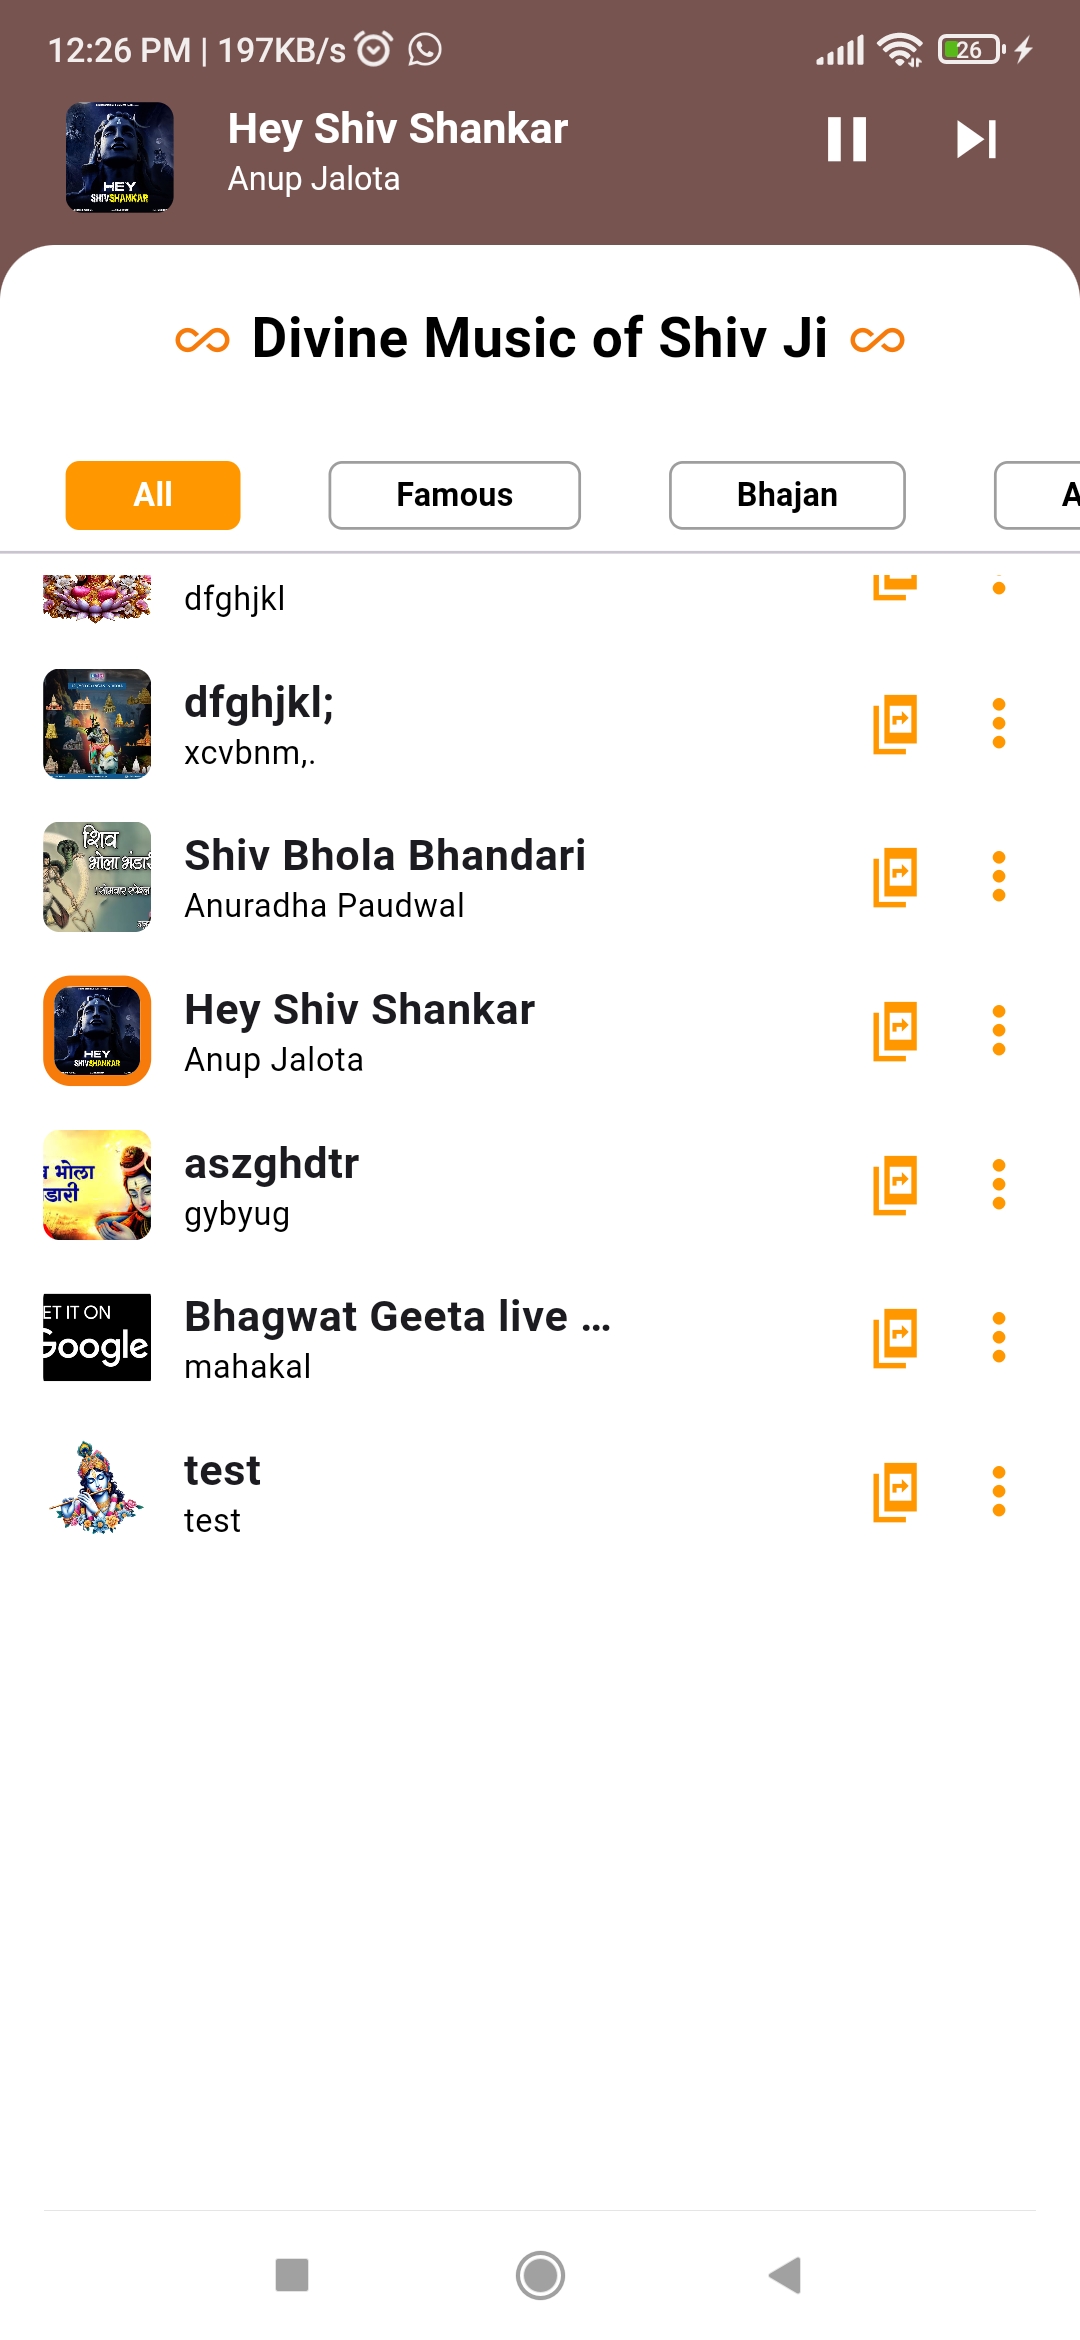 12:26 PM | 197KB/s
26
HEY
SHIVSHANKAR
Hey Shiv Shankar
Anup Jalota
Divine Music of Shiv Ji
All
Famous
Bhajan
A
dfghjkl
dfghjkl;
xcvbnm,.
शिव
भोला भंडारी
Shiv Bhola Bhandari
Anuradha Paudwal
HEY
SHIVSHANKAR
Hey Shiv Shankar
Anup Jalota
भोला
डारी
aszghdtr
gybyug
ET IT ON
Google
Bhagwat Geeta live ...
mahakal
test
test